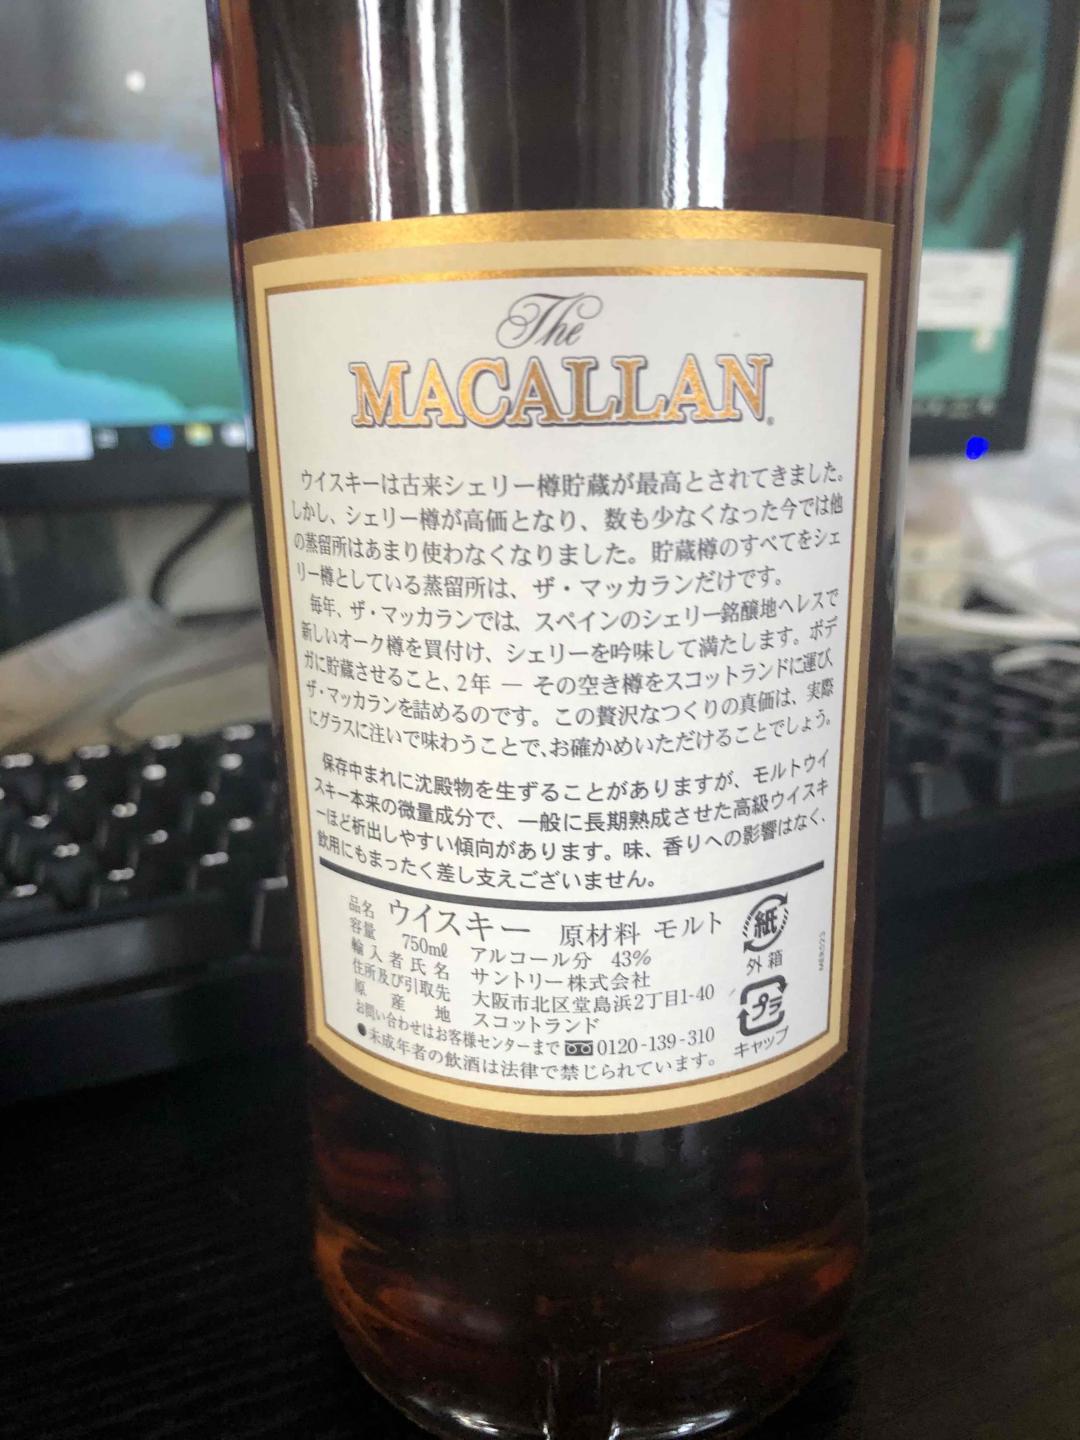 The
MACALLAN®
ウイスキーは古来シェリー樽貯蔵が最高とされてきました。
しかし、シェリー樽が高価となり、数も少なくなった今では他
の蒸留所はあまり使わなくなりました。貯蔵樽のすべてをシェ
リー樽としている蒸留所は、ザ・マッカランだけです。
毎年、ザ・マッカランでは、スペインのシェリー銘醸地ヘレスで
新しいオーク樽を買付け、シェリーを吟味して満たします。ボデ
ガに貯蔵させること、2年 ― その空き樽をスコットランドに運び
ザ・マッカランを詰めるのです。この贅沢なつくりの真価は、実際
にグラスに注いで味わうことで、お確かめいただけることでしょう。
保存中まれに沈殿物を生ずることがありますが、モルトウイ
スキー本来の微量成分で、一般に長期熟成させた高級ウイスキ
ーほど析出しやすい傾向があります。味、香りへの影響はなく、
飲用にもまったく差し支えございません。
品名 ウイスキー 原材料 モルト
容量 750㎖ アルコール分 43%
輸入者氏名 サントリー株式会社
住所及び引取先 大阪市北区堂島浜2丁目1-40
原産地 スコットランド
お問い合わせはお客様センターまで 0120-139-310
●未成年者の飲酒は法律で禁じられています。
紙
外箱
プラ
キャップ